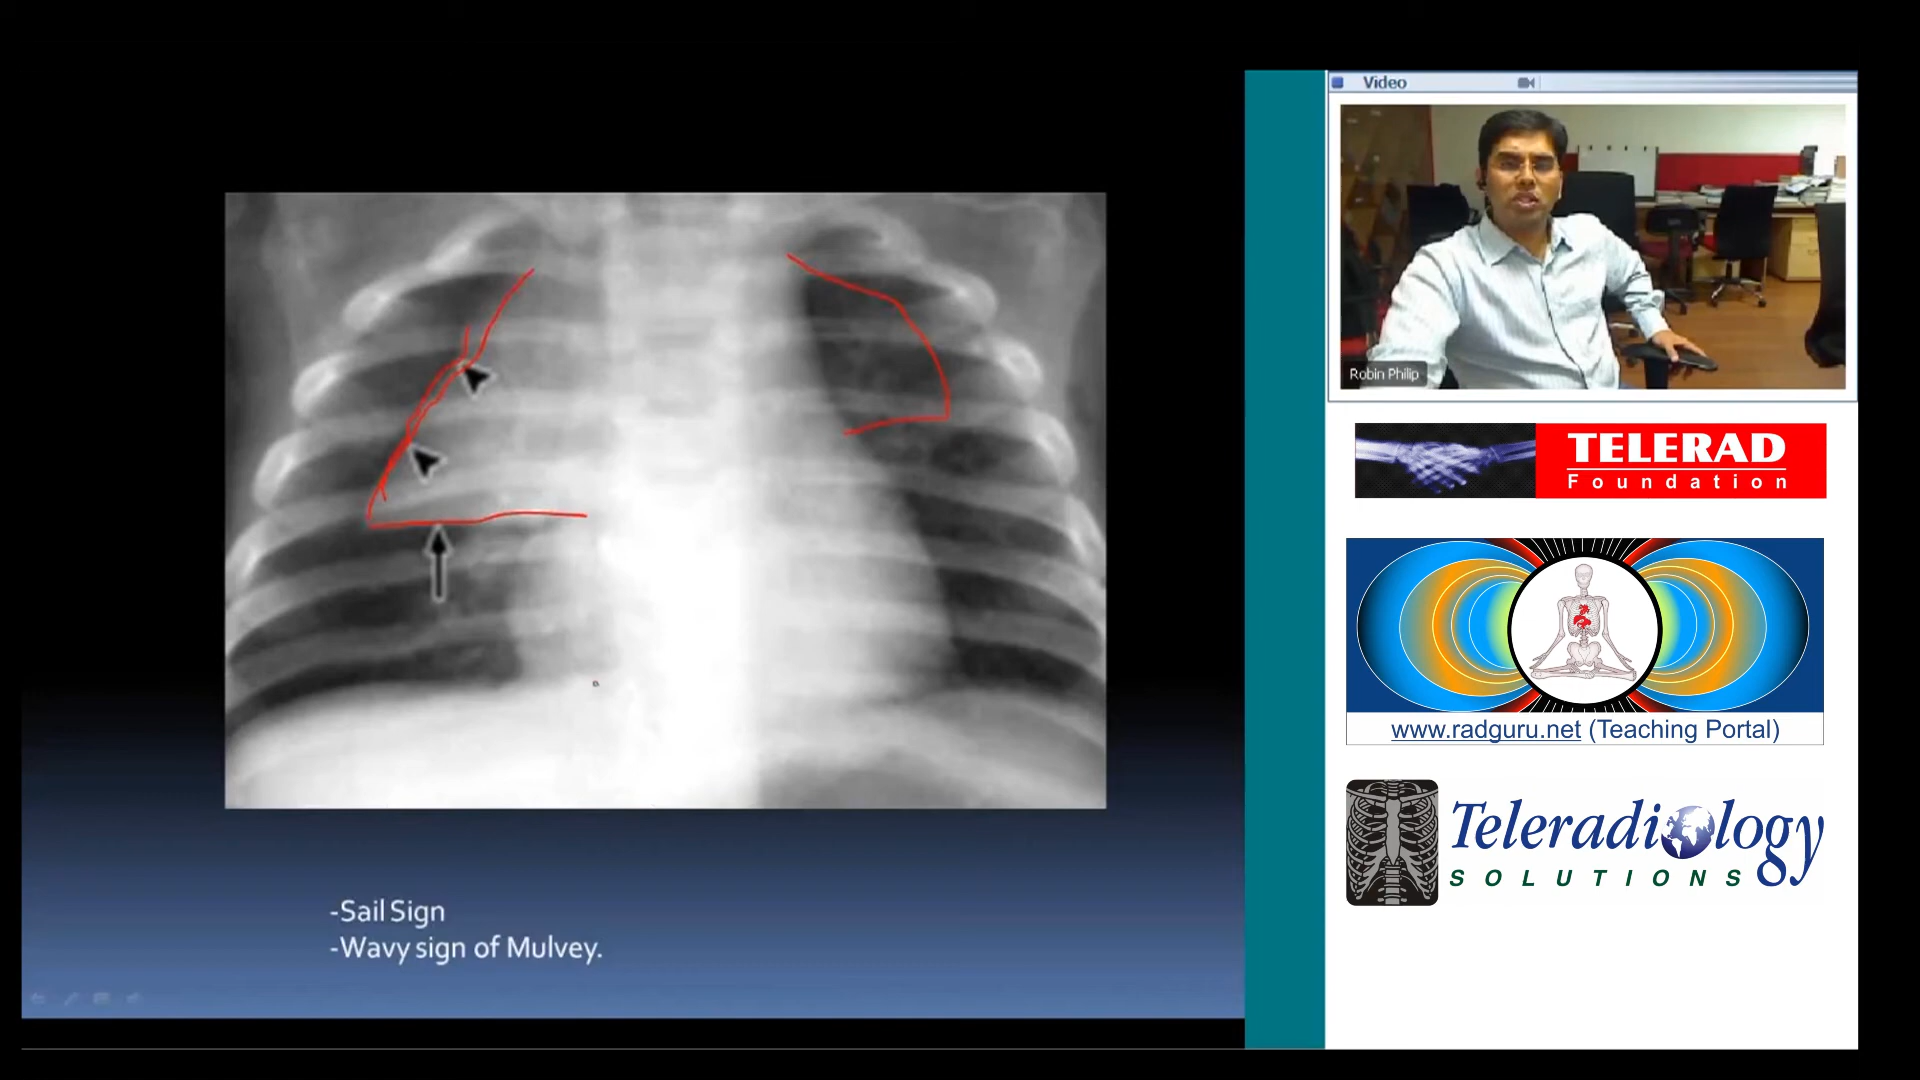 -Sail Sign
-Wavy sign of Mulvey.
Video
Robin Philip
TELERAD
Foundation
www.radguru.net (Teaching Portal)
Teleradiology
SOLUTIONS